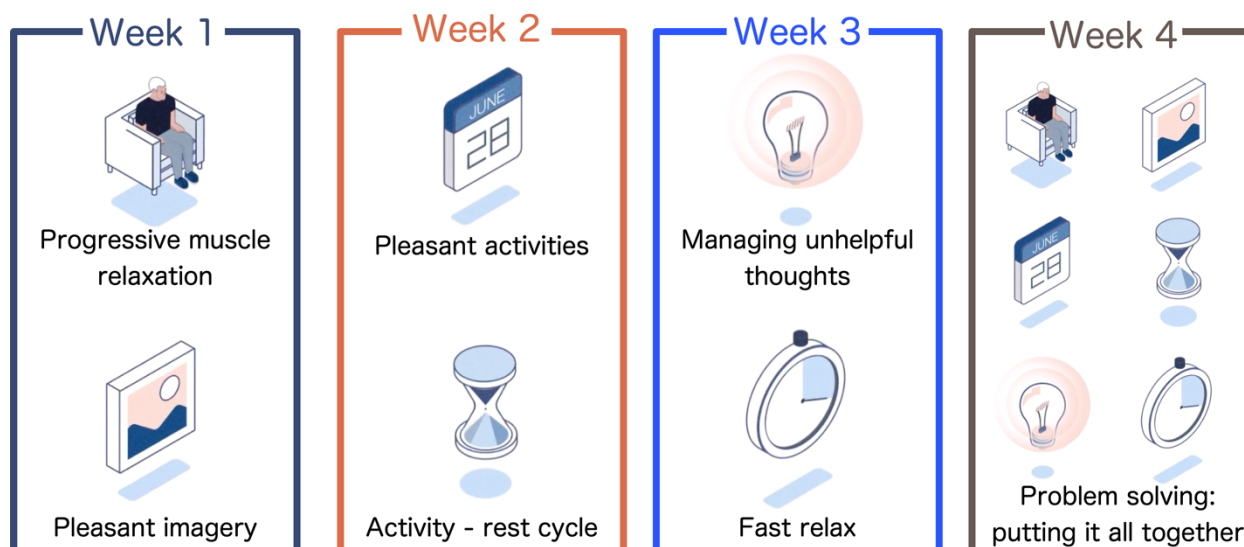 Week 1
Progressive muscle
relaxation
Pleasant imagery
Week 2
JUNE
28
Pleasant activities
Activity - rest cycle
Week 3
Managing unhelpful
thoughts
Fast relax
Week 4
JUNE
28
Problem solving:
putting it all together